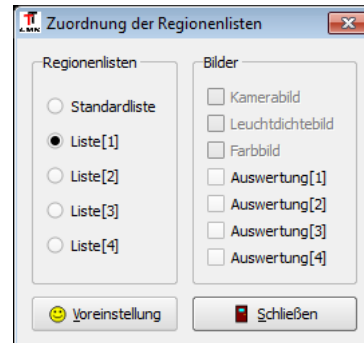 LMK
Zuordnung der Regionenlisten
Regionenlisten
Standardliste
Liste[1]
Liste[2]
Liste[3]
Liste[4]
Bilder
Kamerabild
Leuchtdichtebild
Farbbild
Auswertung[1]
Auswertung[2]
Auswertung[3]
Auswertung[4]
Voreinstellung
Schließen